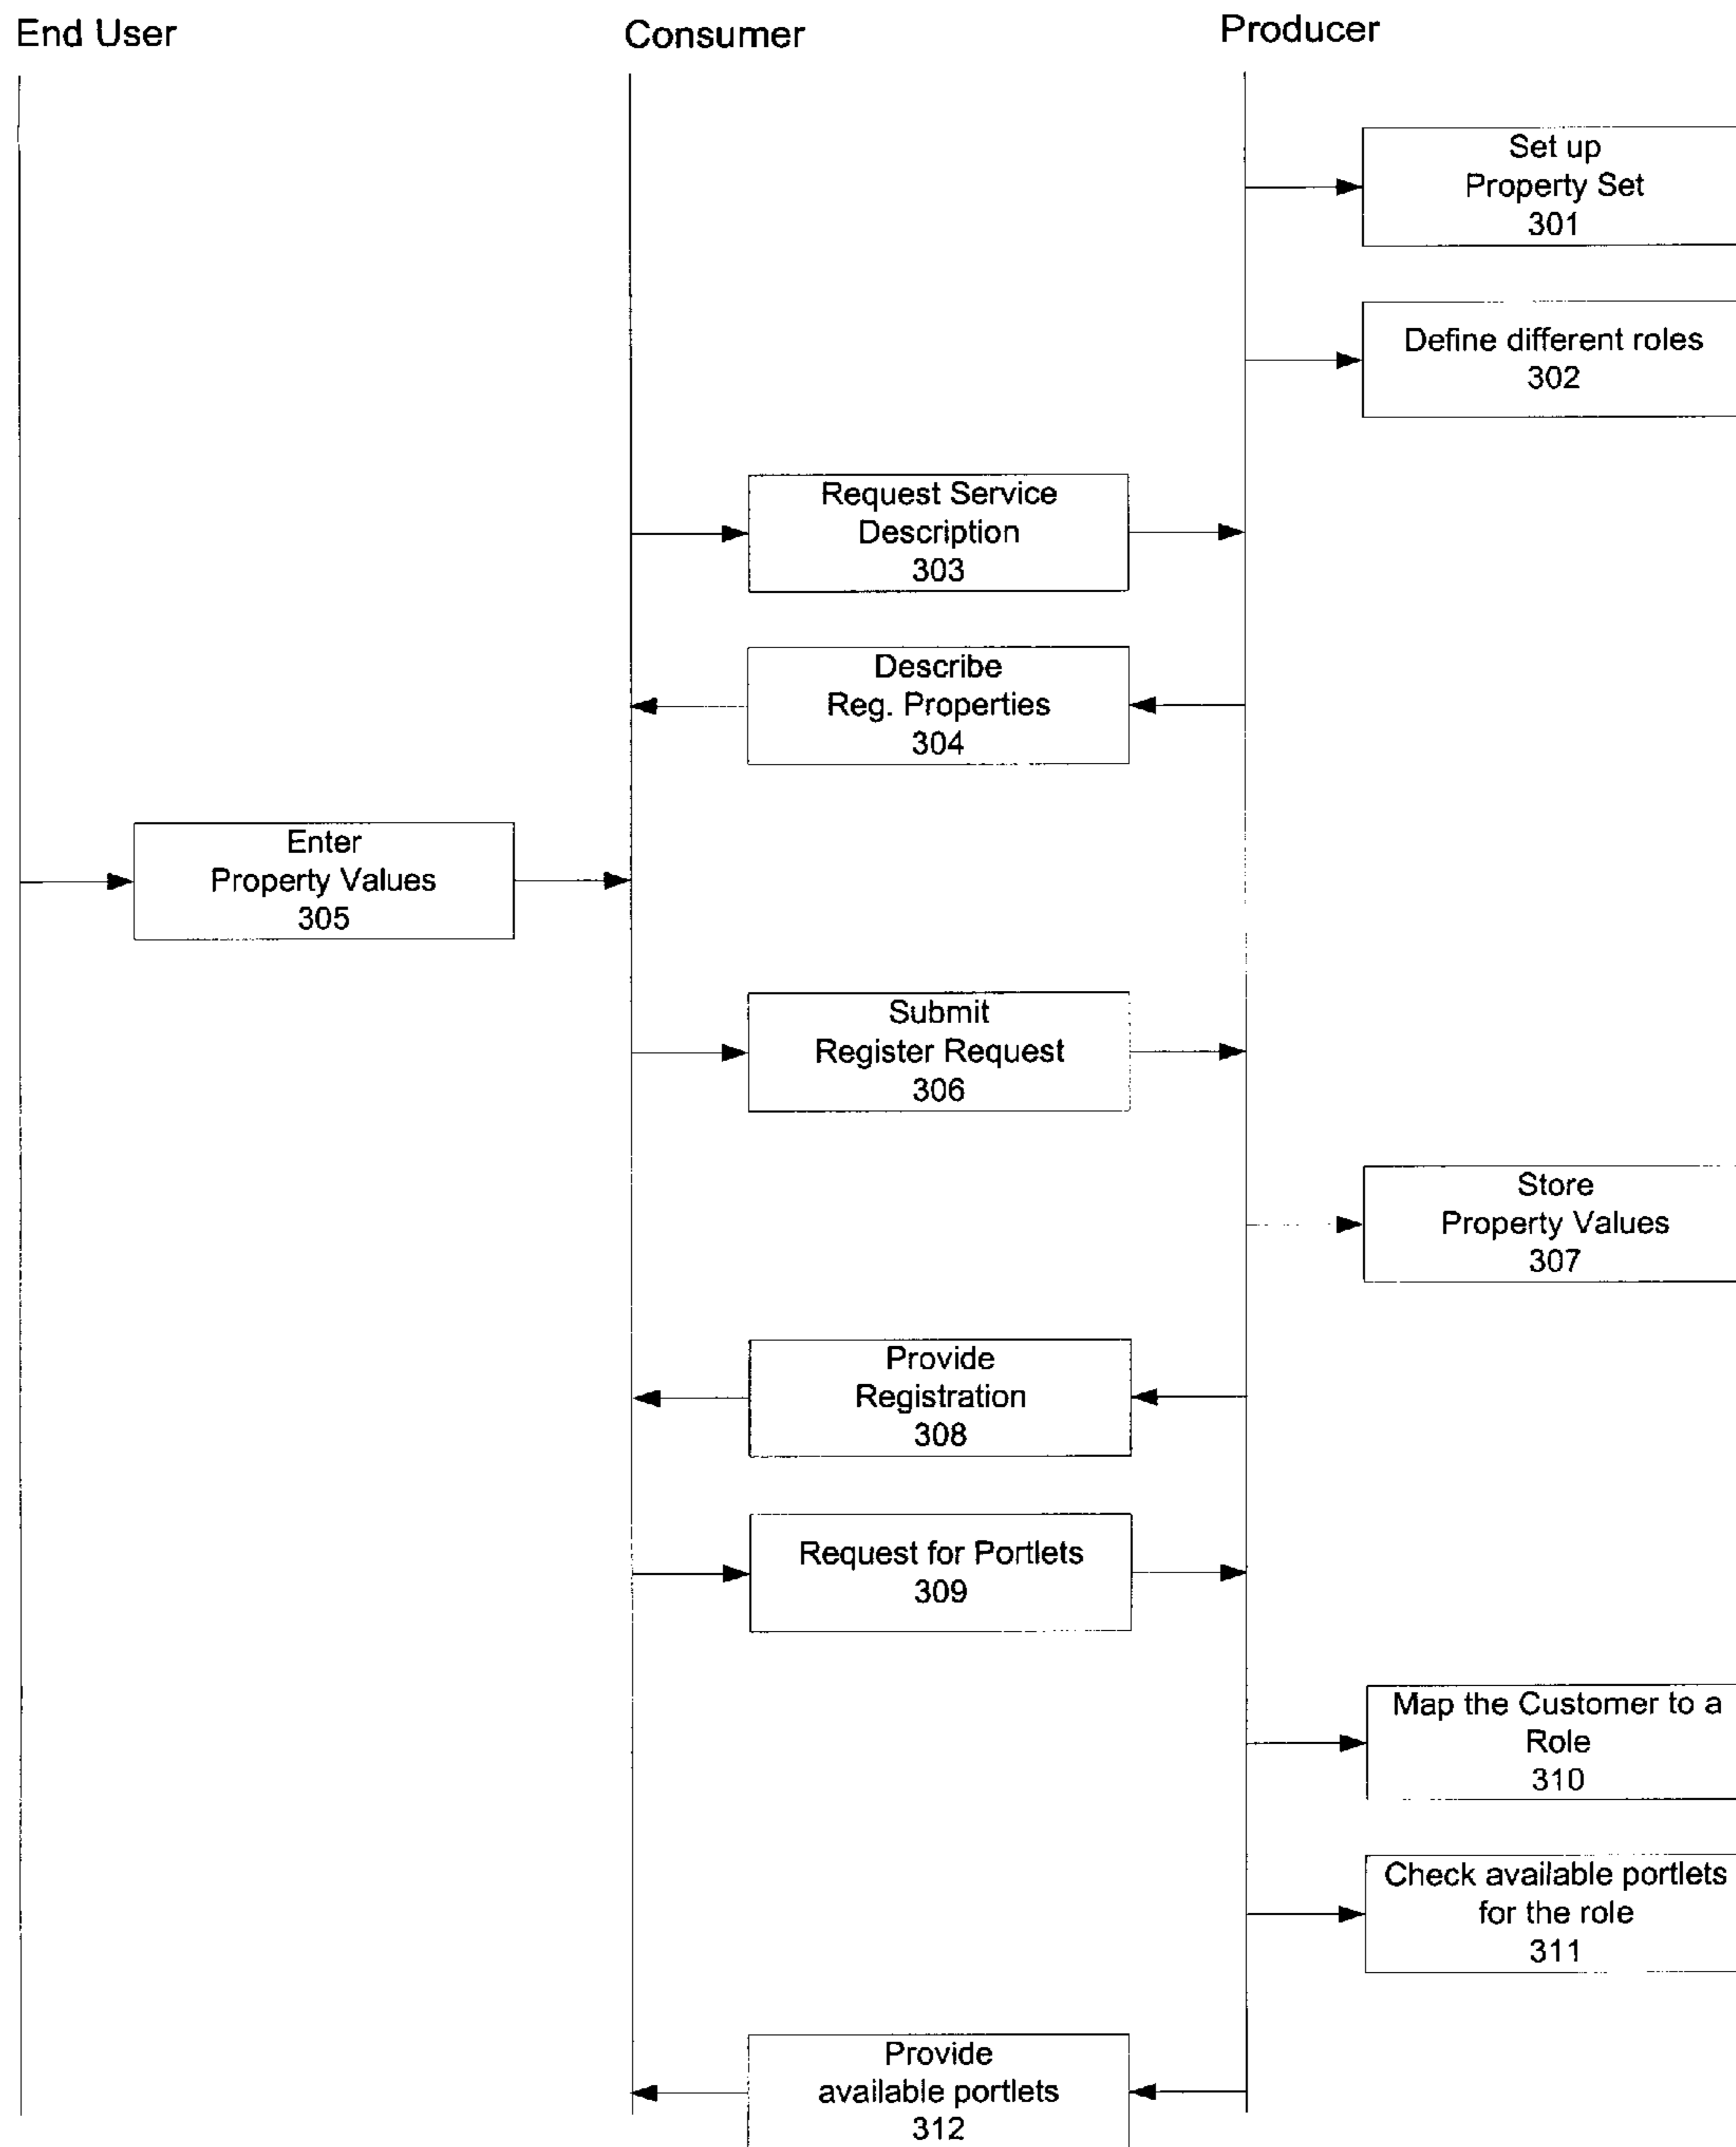 End User
Consumer
Producer
Set up
Property Set
301
Define different roles
302
Request Service
Description
303
Describe
Reg. Properties
304
Enter
Property Values
305
Submit
Register Request
306
Store
Property Values
307
Provide
Registration
308
Request for Portlets
309
Map the Customer to a
Role
310
Check available portlets
for the role
311
Provide
available portlets
312